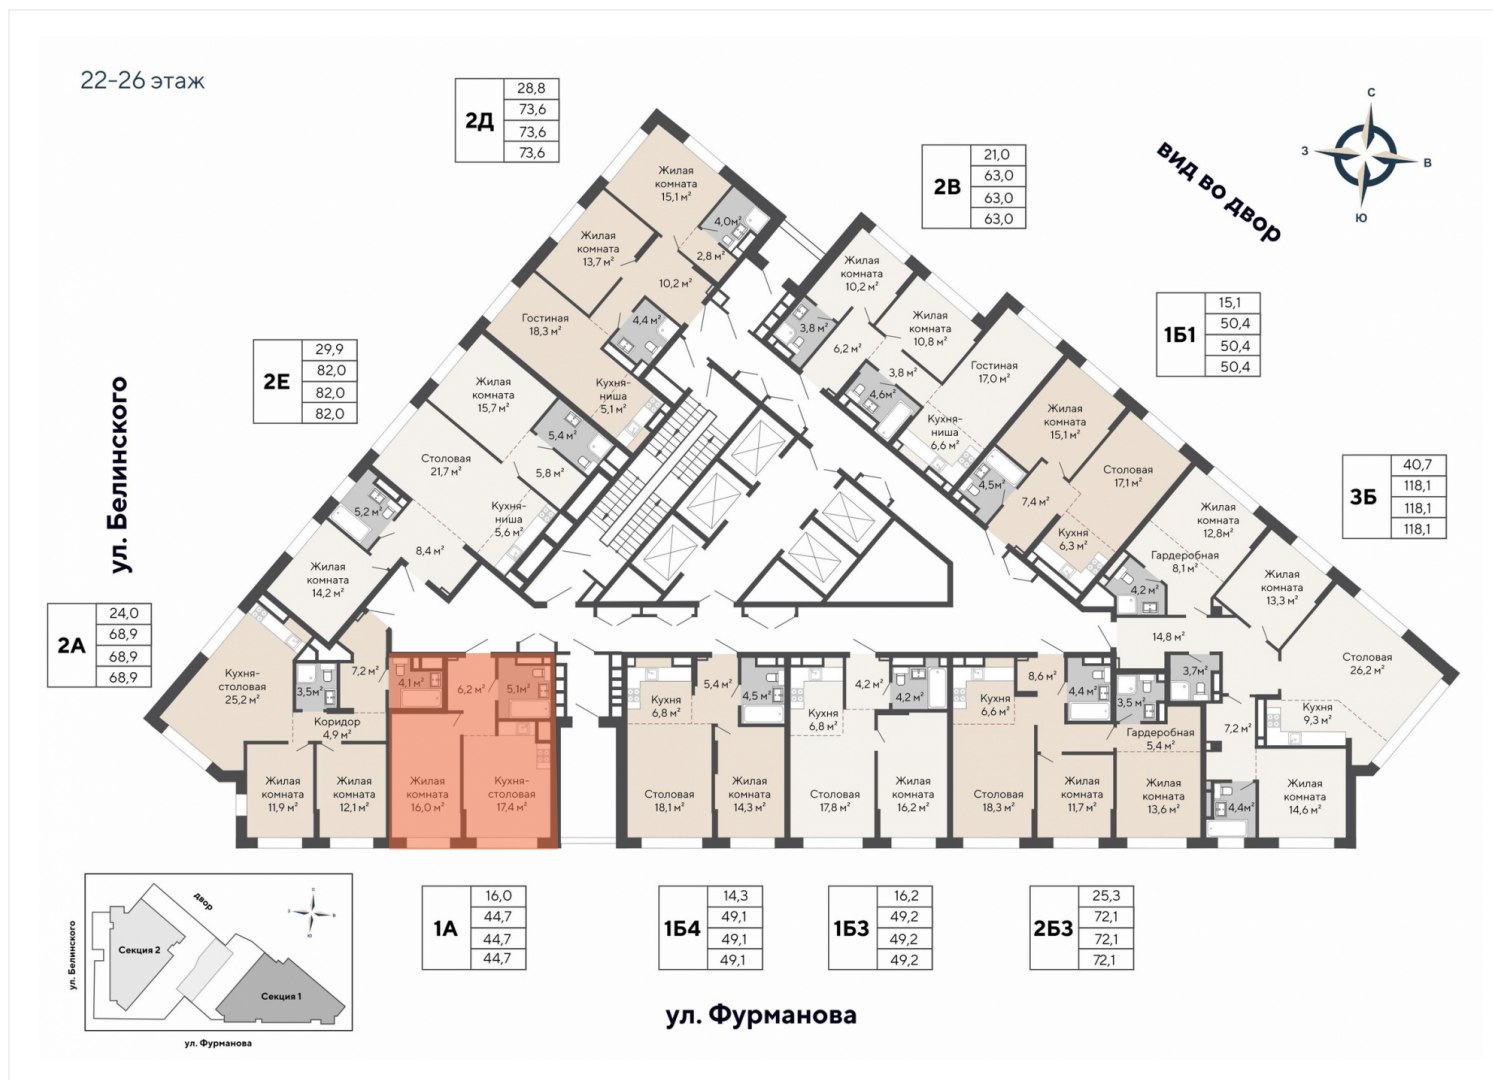 22-26 этаж
2Д
28,8
73,6
73,6
73,6
2В
21,0
63,0
63,0
63,0
вид во двор
С
З
В
Ю
1Б1
15,1
50,4
50,4
50,4
2Е
29,9
82,0
82,0
82,0
ул. Белинского
3Б
40,7
118,1
118,1
118,1
2А
24,0
68,9
68,9
68,9
Жилая
комната
15,1 м²
4,0м²
2,8 м²
Жилая
комната
13,7 м²
10,2 м²
Гостиная
18,3 м²
4,4 м²
Кухня-
ниша
5,1 м²
Жилая
комната
15,7 м²
5,4 м²
Столовая
21,7 м²
5,8 м²
Кухня-
ниша
5,6 м²
5,2 м²
8,4 м²
Жилая
комната
14,2 м²
Жилая
комната
10,2 м²
3,8 м²
6,2 м²
Жилая
комната
10,8 м²
3,8 м²
4,6м²
Гостиная
17,0 м²
Кухня-
ниша
6,6 м²
Жилая
комната
15,1 м²
4,5м²
7,4 м²
Столовая
17,1 м²
Кухня
6,3 м²
Жилая
комната
12,8м²
Гардеробная
8,1 м²
4,2 м²
Жилая
комната
13,3 м²
14,8 м²
3,7м²
Столовая
26,2 м²
Кухня
9,3 м²
7,2 м²
4,4м²
Жилая
комната
14,6 м²
Кухня-
столовая
25,2 м²
3,5м²
7,2 м²
Коридор
4,9 м²
Жилая
комната
11,9 м²
Жилая
комната
12,1 м²
4,1 м²
6,2 м²
5,1м²
Жилая
комната
16,0 м²
Кухня-
столовая
17,4 м²
Кухня
6,8 м²
5,4 м²
4,5 м²
Столовая
18,1 м²
Жилая
комната
14,3 м²
Кухня
6,8 м²
4,2 м²
4,2 м²
Столовая
17,8 м²
Жилая
комната
16,2 м²
Кухня
6,6 м²
8,6 м²
4,4 м²
Столовая
18,3 м²
Жилая
комната
11,7 м²
3,5 м²
Гардеробная
5,4 м²
Жилая
комната
13,6 м²
1А
16,0
44,7
44,7
44,7
1Б4
14,3
49,1
49,1
49,1
1Б3
16,2
49,2
49,2
49,2
2Б3
25,3
72,1
72,1
72,1
ул. Фурманова
двор
ул. Белинского
Секция 2
Секция 1
С
З
В
Ю
ул. Фурманова